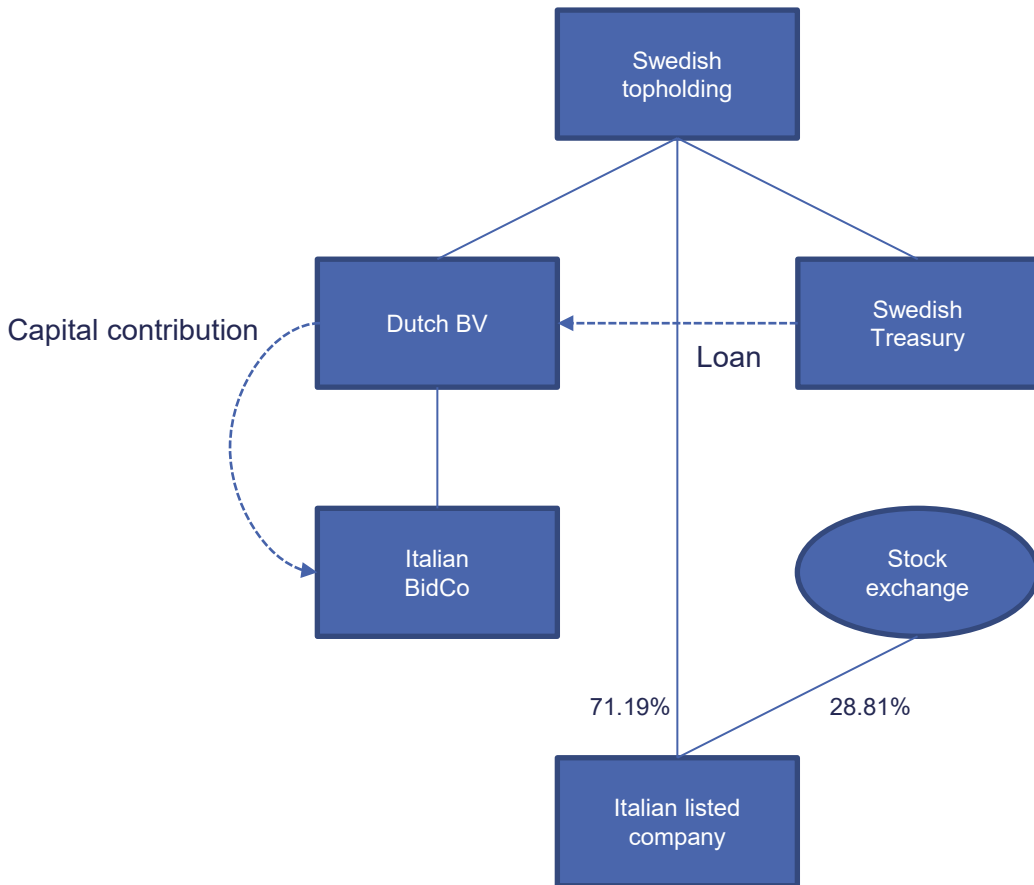 Swedish
topholding
Capital contribution
Dutch BV
Loan
Swedish
Treasury
Italian
BidCo
Stock
exchange
71.19%
28.81%
Italian listed
company